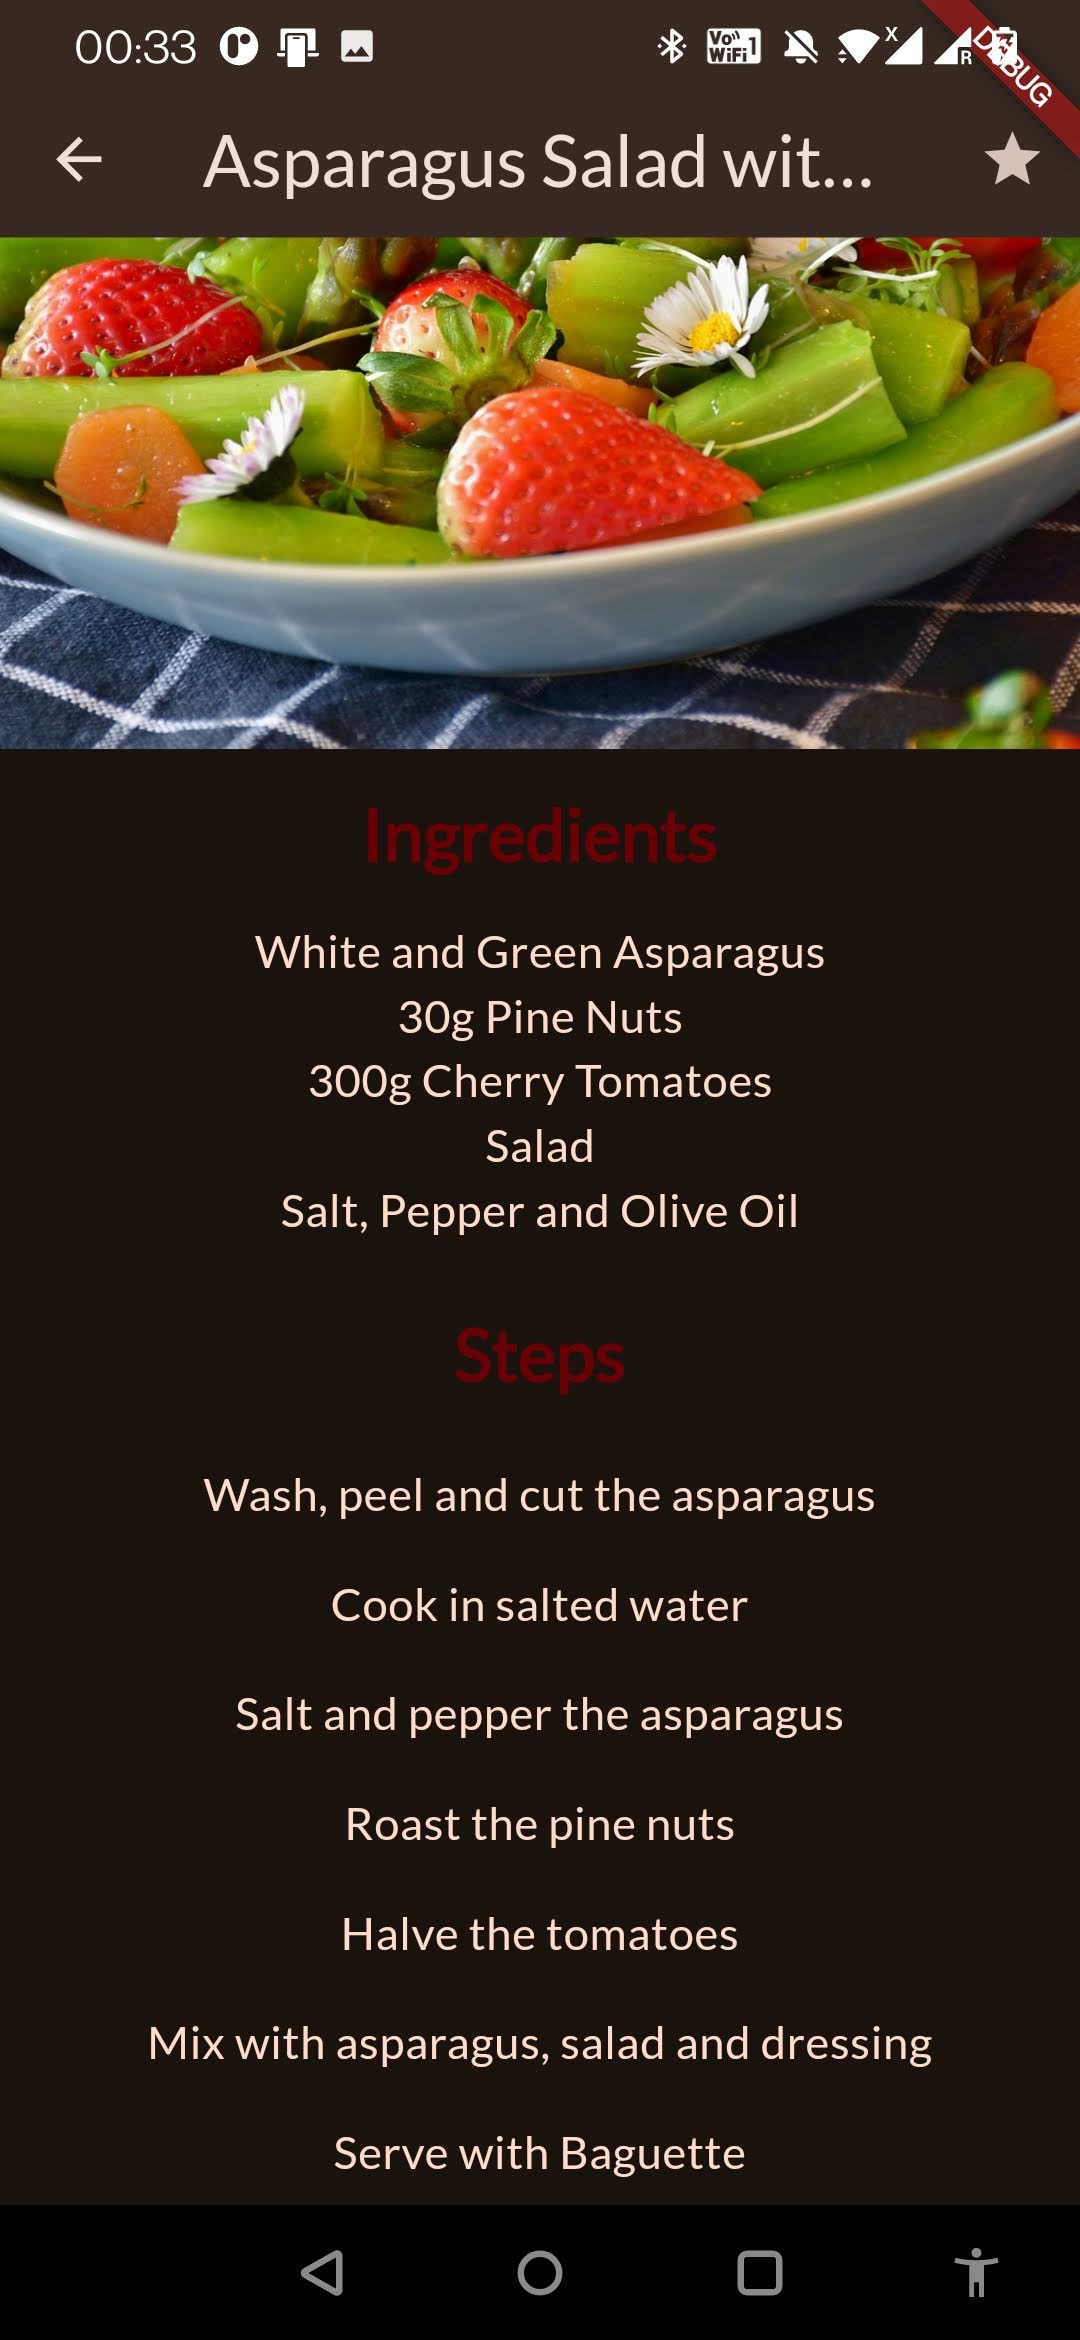 00:33
Vo)) WiFi 1
X
R
DEBUG
Asparagus Salad wit...
Ingredients
White and Green Asparagus
30g Pine Nuts
300g Cherry Tomatoes
Salad
Salt, Pepper and Olive Oil
Steps
Wash, peel and cut the asparagus
Cook in salted water
Salt and pepper the asparagus
Roast the pine nuts
Halve the tomatoes
Mix with asparagus, salad and dressing
Serve with Baguette